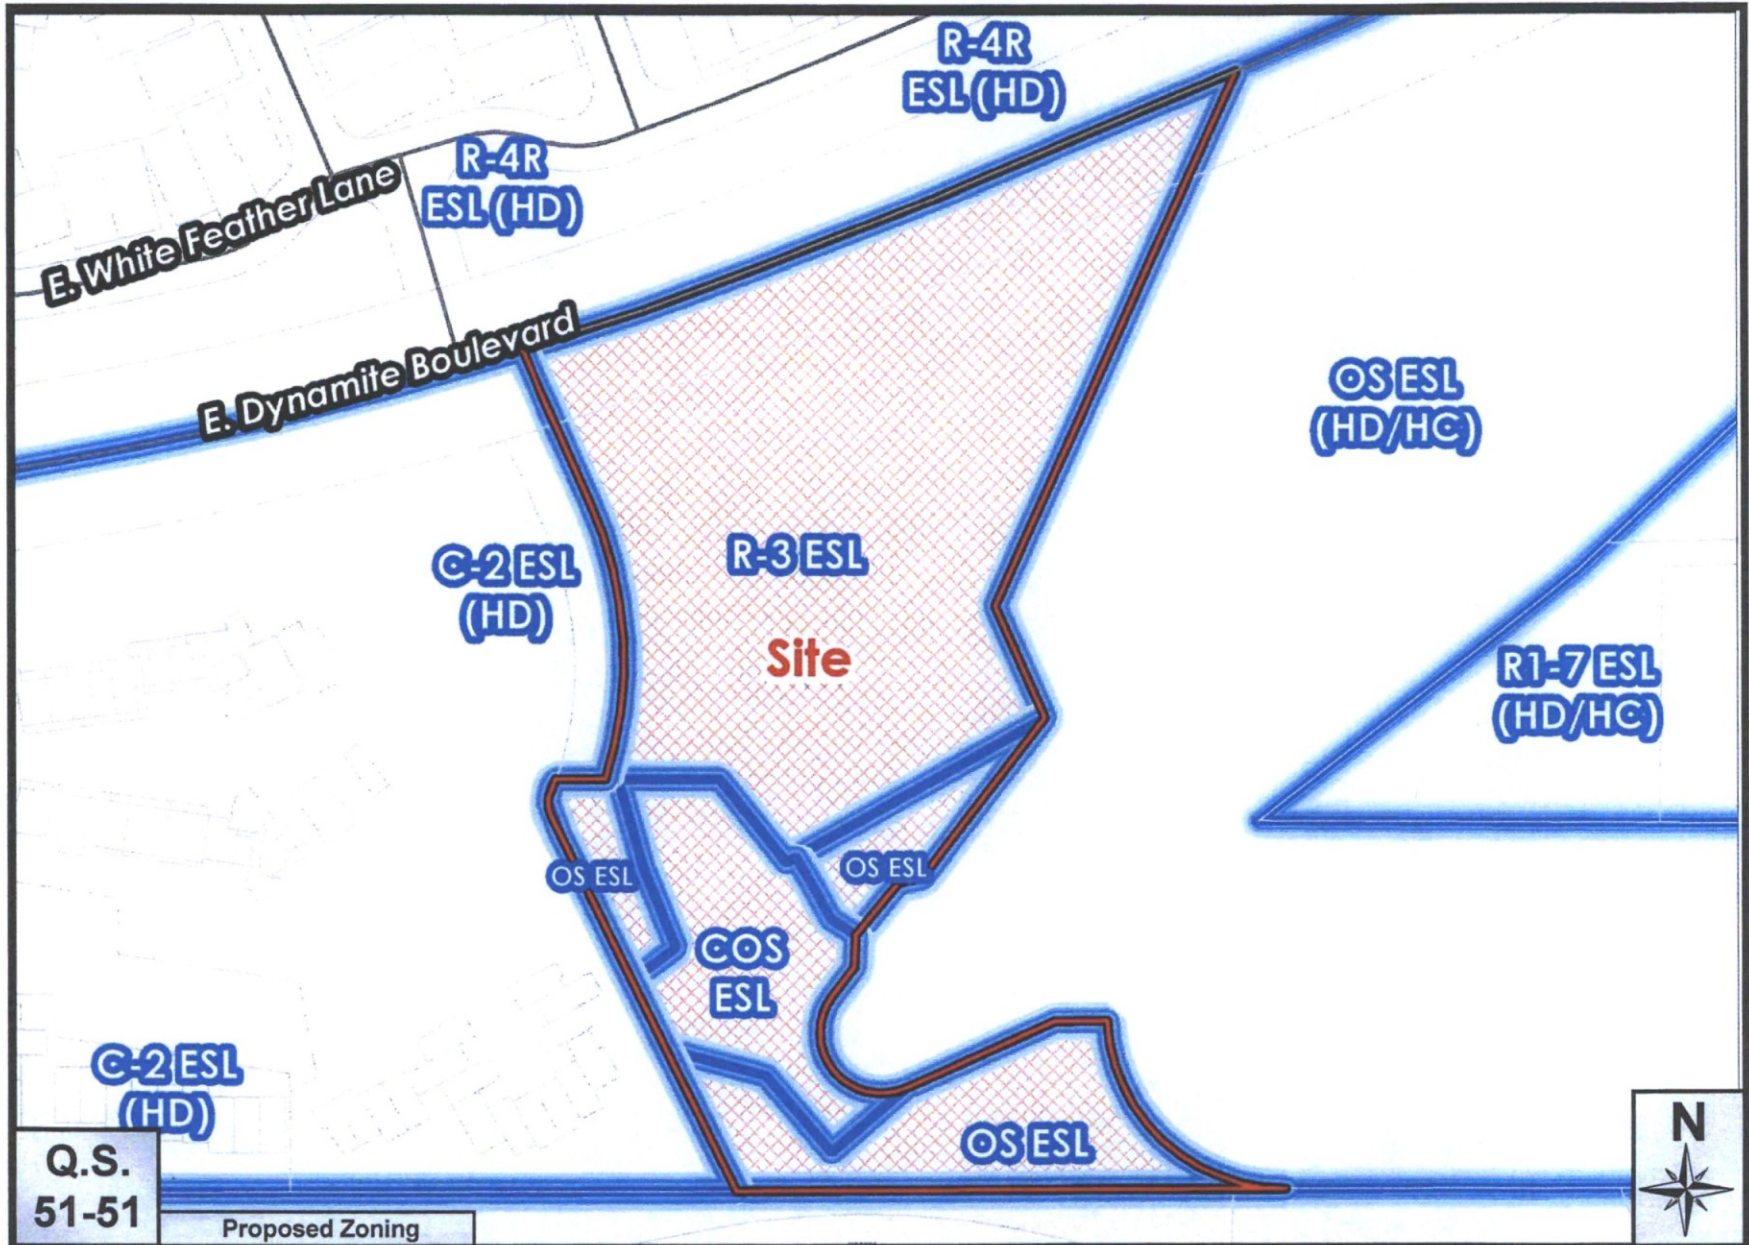 R-4R
ESL (HD)
R-4R
ESL (HD)
E. White Feather Lane
E. Dynamite Boulevard
OS ESL
(HD/HC)
C-2 ESL
(HD)
R-3 ESL
Site
R1-7 ESL
(HD/HC)
OS ESL
OS ESL
COS
ESL
C-2 ESL
(HD)
OS ESL
N
Q.S.
51-51
Proposed Zoning